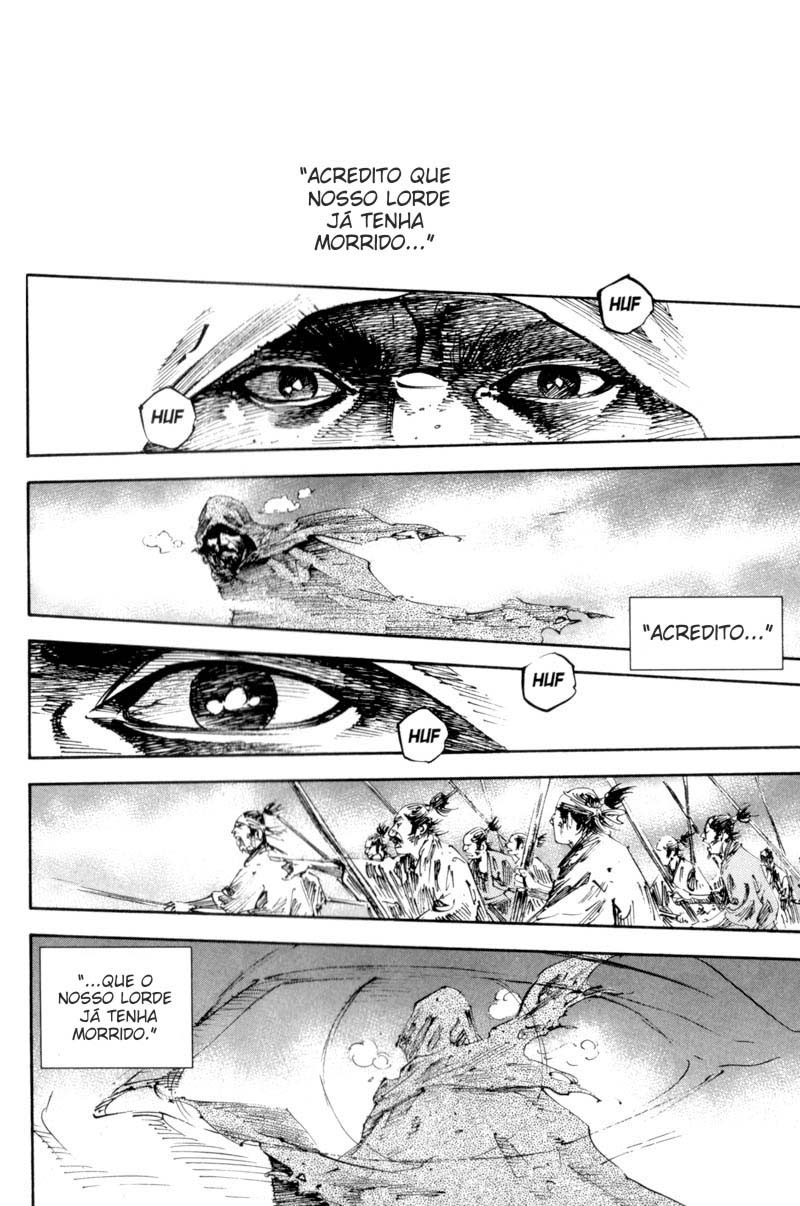 "ACREDITO QUE
NOSSO LORDE
JÁ TENHA
MORRIDO..."
HUF
HUF
"ACREDITO..."
HUF
HUF
"...QUE O
NOSSO LORDE
JÁ TENHA
MORRIDO."